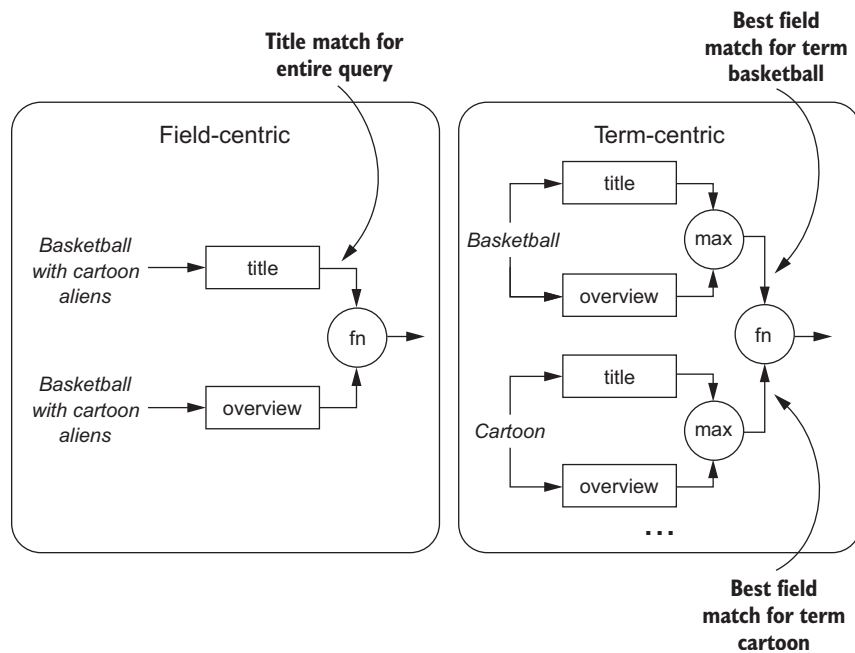 Title match for
entire query
Best field
match for term
basketball
Field-centric
Basketball
with cartoon
aliens
title
fn
Basketball
with cartoon
aliens
overview
Term-centric
title
Basketball
max
overview
fn
title
Cartoon
max
overview
...
Best field
match for term
cartoon